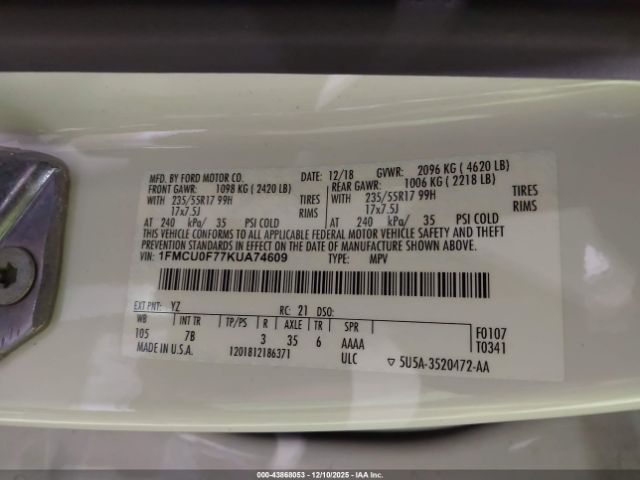 MFD. BY FORD MOTOR CO. DATE: 12/18 GVWR: 2096 KG ( 4620 LB)
FRONT GAWR: 1098 KG ( 2420 LB) REAR GAWR: 1006 KG ( 2218 LB)
WITH 235/55R17 99H TIRES WITH 235/55R17 99H TIRES
17x7.5J RIMS 17x7.5J RIMS
AT 240 kPa/ 35 PSI COLD AT 240 kPa/ 35 PSI COLD
THIS VEHICLE CONFORMS TO ALL APPLICABLE FEDERAL MOTOR VEHICLE SAFETY AND THEFT
PREVENTION STANDARDS IN EFFECT ON THE DATE OF MANUFACTURE SHOWN ABOVE.
VIN: 1FMCU0F77KUA74609 TYPE: MPV
EXT PNT: YZ RC: 21 DSO:
WB INT TR TP/PS R AXLE TR SPR F0107
105 7B 3 35 6 AAAA T0341
MADE IN U.S.A. 1201812186371 ULC ▽ 5U5A-3520472-AA
000-43868053 - 12/10/2025 - IAA Inc.